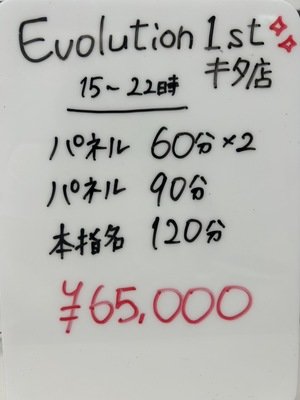 Evolution 1st
キタ店
15～22時
パネル 60分×2
パネル 90分
本指名 120分
¥65,000